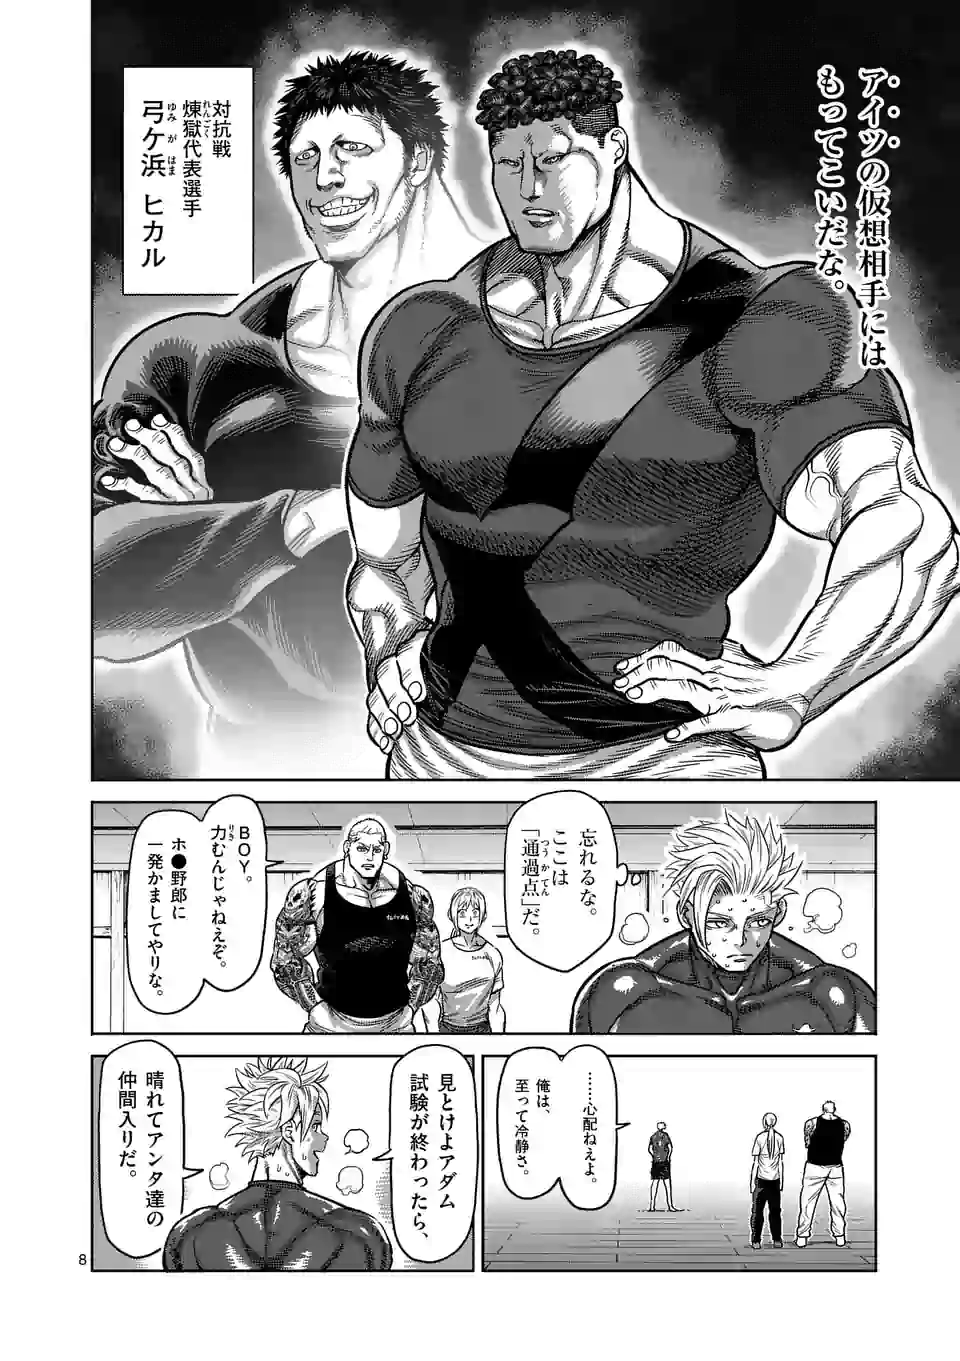 アイツの仮想相手には
もってこいだな。
対抗戦
煉獄代表選手
弓ケ浜 ヒカル
れんごく
ゆみ が はま
忘れるな。
ここは
「通過点」だ。
つうかてん
BOY。
力むんじゃねえぞ。
りき
ホ●野郎に
一発かましてやりな。
……心配ねえよ。
俺は、
至って冷静さ。
見とけよアダム
試験が終わったら、
晴れてアンタ達の
仲間入りだ。
8